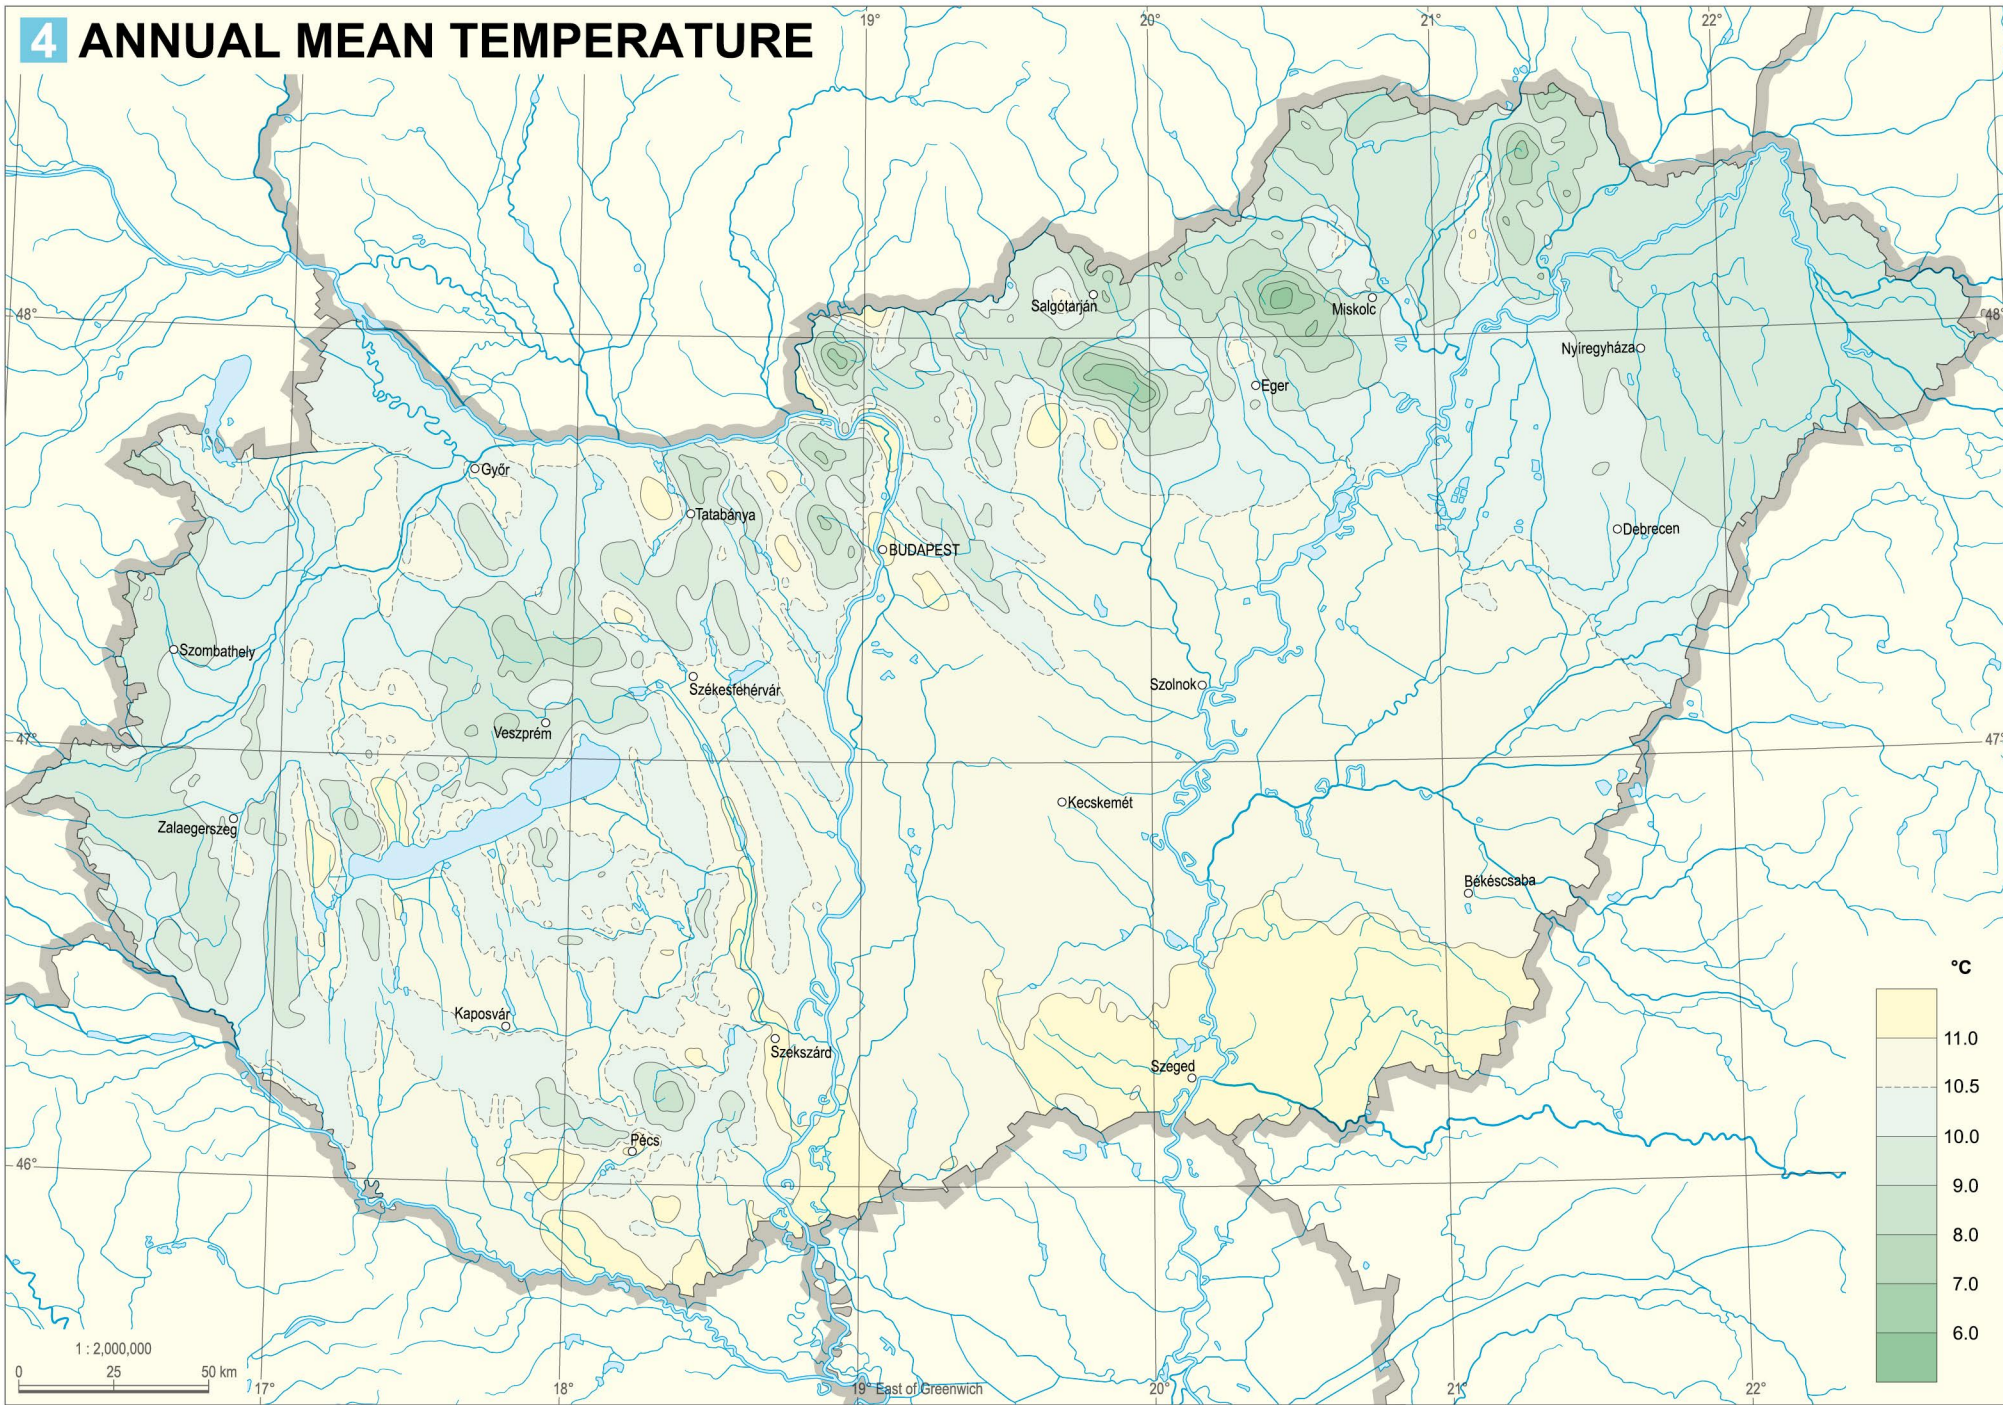 4 ANNUAL MEAN TEMPERATURE
19° 20° 21° 22°
48° 48°
Salgótarján
Miskolc
Nyíregyháza
Eger
Győr
Tatabánya
BUDAPEST
Debrecen
Szombathely
Székesfehérvár
Szolnok
Veszprém
47° 47°
Kecskemét
Zalaegerszeg
Békéscsaba
Kaposvár
Szekszárd
Szeged
Pécs
46°
°C
11.0
10.5
10.0
9.0
8.0
7.0
6.0
1 : 2,000,000
0 25 50 km
17° 18° 19° East of Greenwich 20° 21° 22°